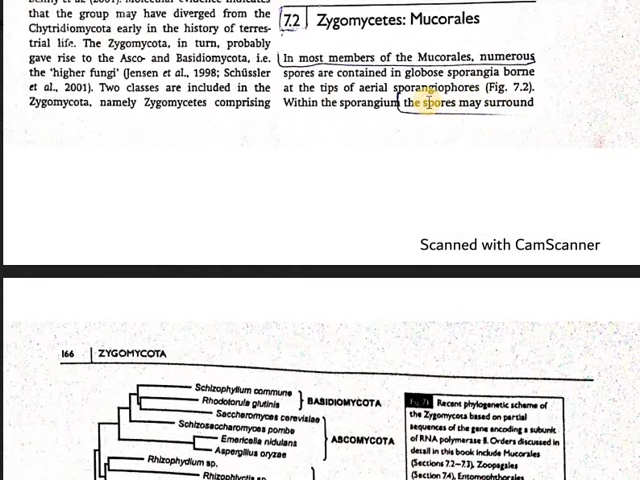 that the group may have diverged from the
Chytridiomycota early in the history of terres-
trial life. The Zygomycota, in turn, probably
gave rise to the Asco- and Basidiomycota, i.e.
the 'higher fungi' (Jensen et al., 1998; Schüssler
et al., 2001). Two classes are included in the
Zygomycota, namely Zygomycetes comprising
7.2 Zygomycetes: Mucorales
In most members of the Mucorales, numerous
spores are contained in globose sporangia borne
at the tips of aerial sporangiophores (Fig. 7.2).
Within the sporangium the spores may surround
Scanned with CamScanner
166 ZYGOMYCOTA
Schizophyllum commune
Rhodotorula glutinis
BASIDIOMYCOTA
Saccharomyces cerevisiae
Schizosaccharomyces pombe
Emericella nidulans
ASCOMYCOTA
Aspergillus oryzae
Rhizophydium sp.
Recent phylogenetic scheme of
the Zygomycota based on partial
sequences of the gene encoding a subunit
of RNA polymerase II. Orders discussed in
detail in this book include Mucorales
(Sections 7.2–7.3), Zoopagales
(Section 7.4), Entomophthorales